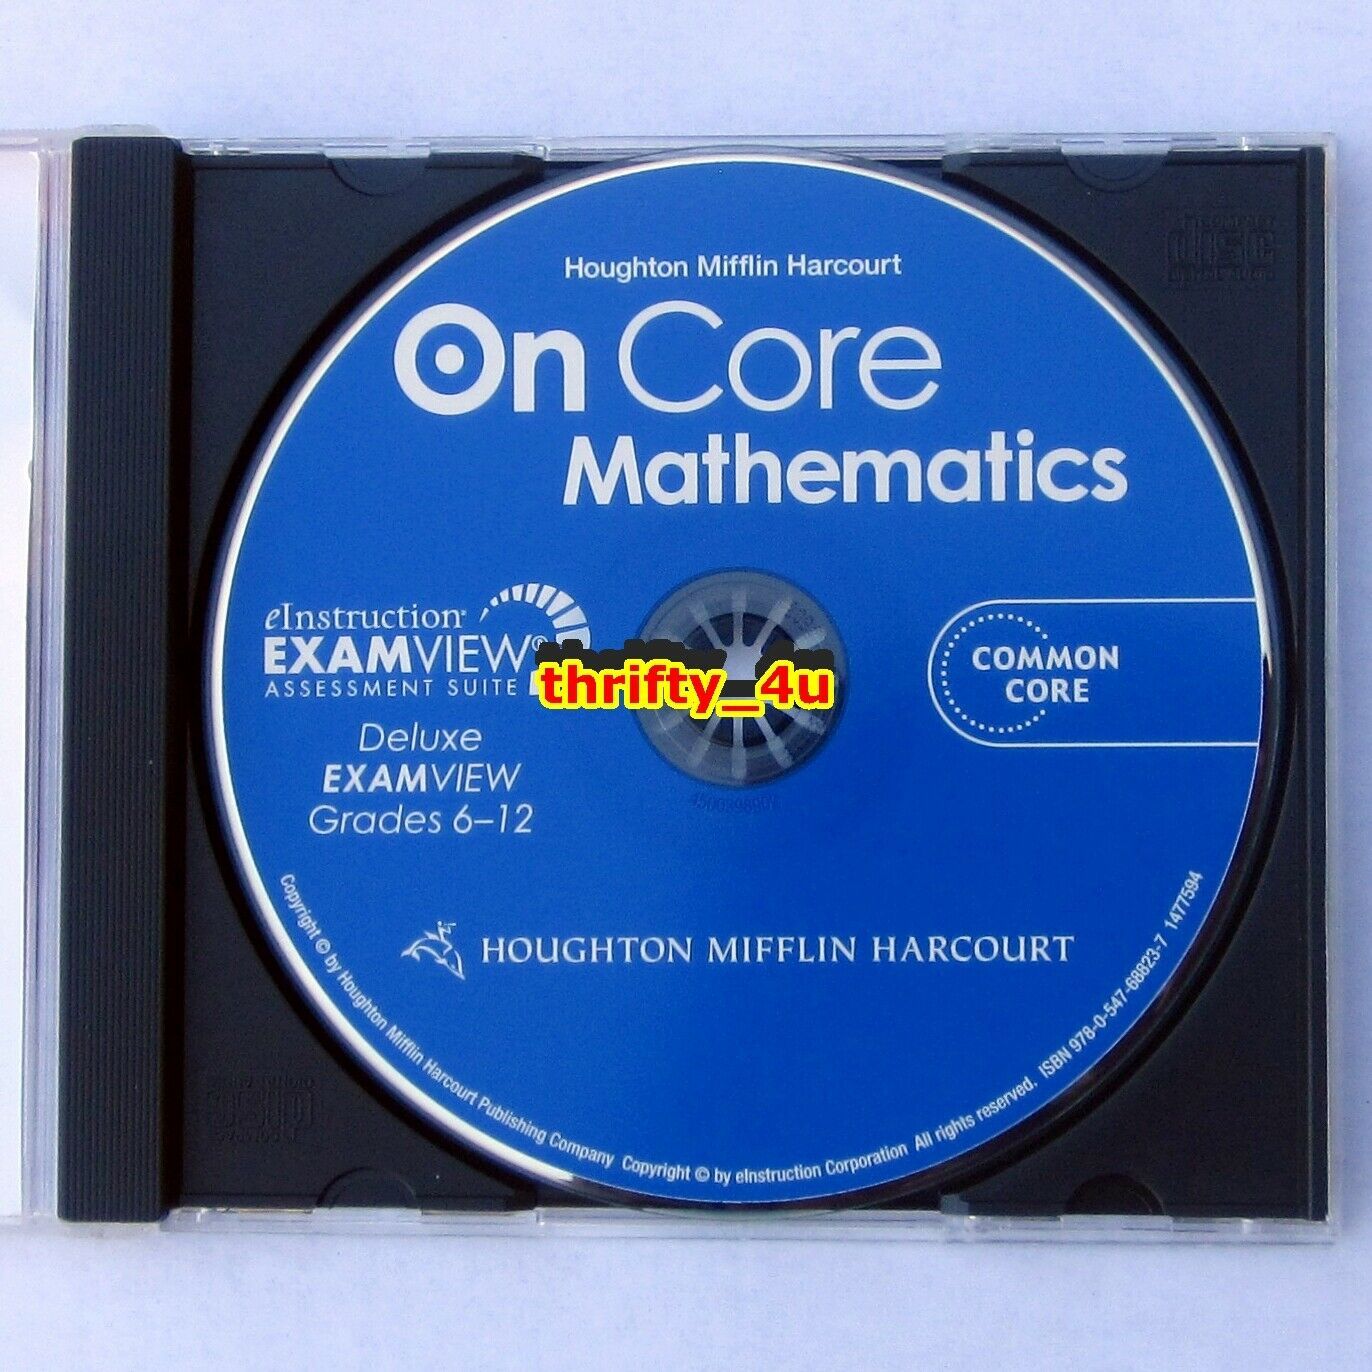 Houghton Mifflin Harcourt
On Core
Mathematics
eInstruction
EXAMVIEW®
ASSESSMENT SUITE
thrifty_4u
Deluxe
EXAMVIEW
Grades 6–12
COMMON
CORE
HOUGHTON MIFFLIN HARCOURT
Copyright © by Houghton Mifflin Harcourt Publishing Company Copyright © by eInstruction Corporation All rights reserved. ISBN 978-0-547-68823-7 1477594